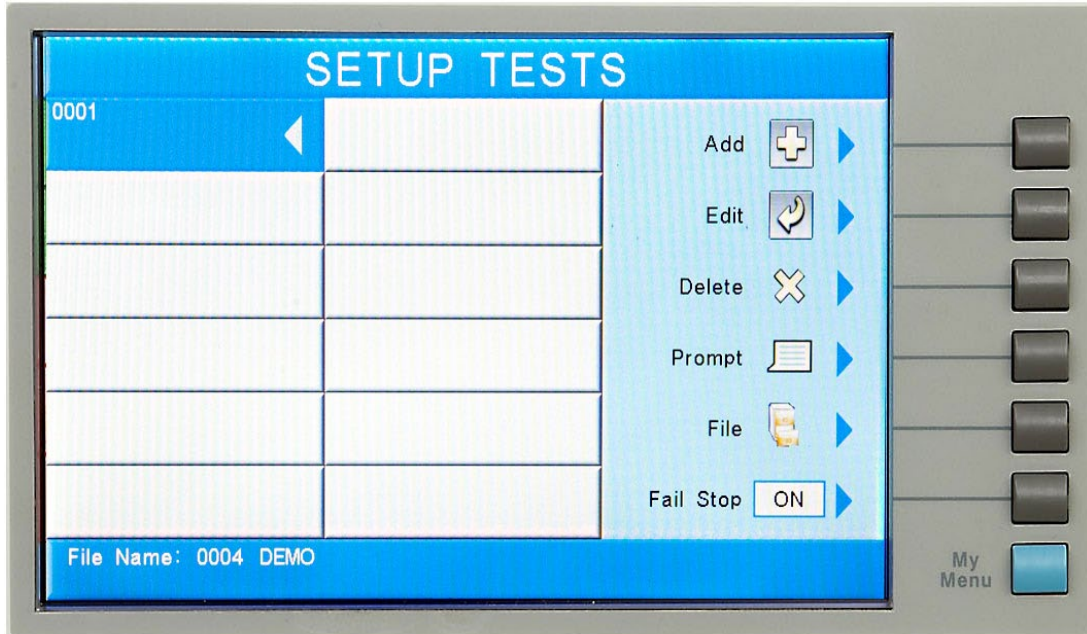 SETUP TESTS
0001
Add
Edit
Delete
Prompt
File
Fail Stop ON
File Name: 0004 DEMO
My
Menu